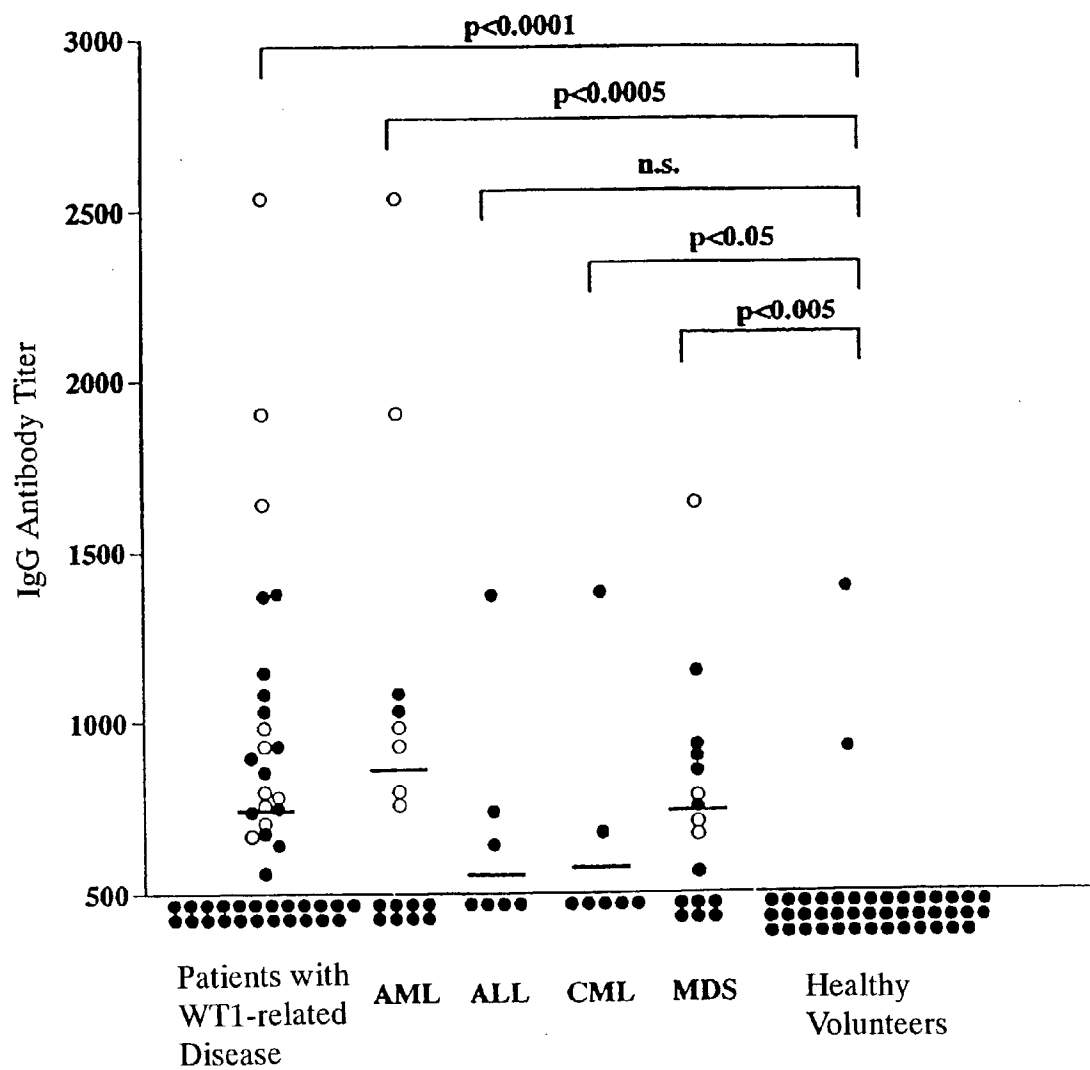 p<0.0001
3000
p<0.0005
n.s.
2500
p<0.05
p<0.005
2000
IgG Antibody Titer
1500
1000
500
Patients with
WT1-related
Disease
AML
ALL
CML
MDS
Healthy
Volunteers